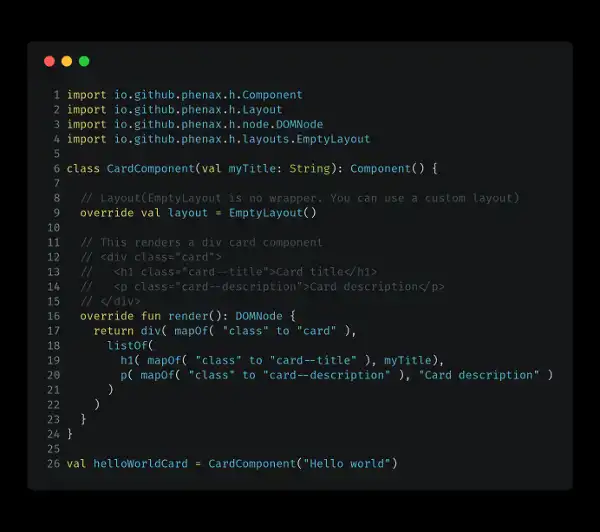 1 import io.github.phenax.h.Component
2 import io.github.phenax.h.Layout
3 import io.github.phenax.h.node.DOMNode
4 import io.github.phenax.h.layouts.EmptyLayout
5
6 class CardComponent(val myTitle: String): Component() {
7
8   // Layout(EmptyLayout is no wrapper. You can use a custom layout)
9   override val layout = EmptyLayout()
10
11   // This renders a div card component
12   // <div class="card">
13   //   <h1 class="card--title">Card title</h1>
14   //   <p class="card--description">Card description</p>
15   // </div>
16   override fun render(): DOMNode {
17     return div( mapOf( "class" to "card" ),
18       listOf(
19         h1( mapOf( "class" to "card--title" ), myTitle),
20         p( mapOf( "class" to "card--description" ), "Card description" )
21       )
22     )
23   }
24 }
25
26 val helloWorldCard = CardComponent("Hello world")